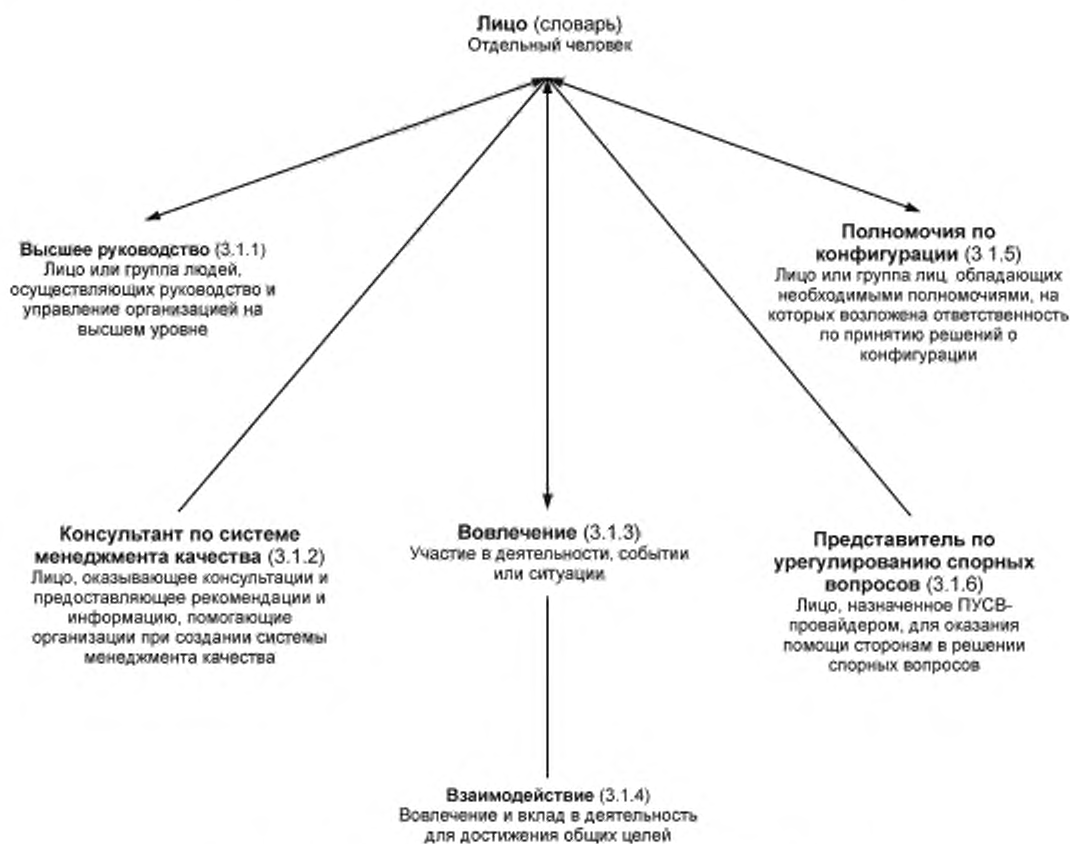 Лицо (словарь)
Отдельный человек
Высшее руководство (3.1.1)
Лицо или группа людей,
осуществляющих руководство и
управление организацией на
высшем уровне
Полномочия по
конфигурации (3.1.5)
Лицо или группа лиц, обладающих
необходимыми полномочиями, на
которых возложена ответственность
по принятию решений о
конфигурации
Консультант по системе
менеджмента качества (3.1.2)
Лицо, оказывающее консультации и
предоставляющее рекомендации и
информацию, помогающие
организации при создании системы
менеджмента качества
Вовлечение (3.1.3)
Участие в деятельности, событии
или ситуации
Представитель по
урегулированию спорных
вопросов (3.1.6)
Лицо, назначенное ПУСВ-
провайдером, для оказания
помощи сторонам в решении
спорных вопросов
Взаимодействие (3.1.4)
Вовлечение и вклад в деятельность
для достижения общих целей